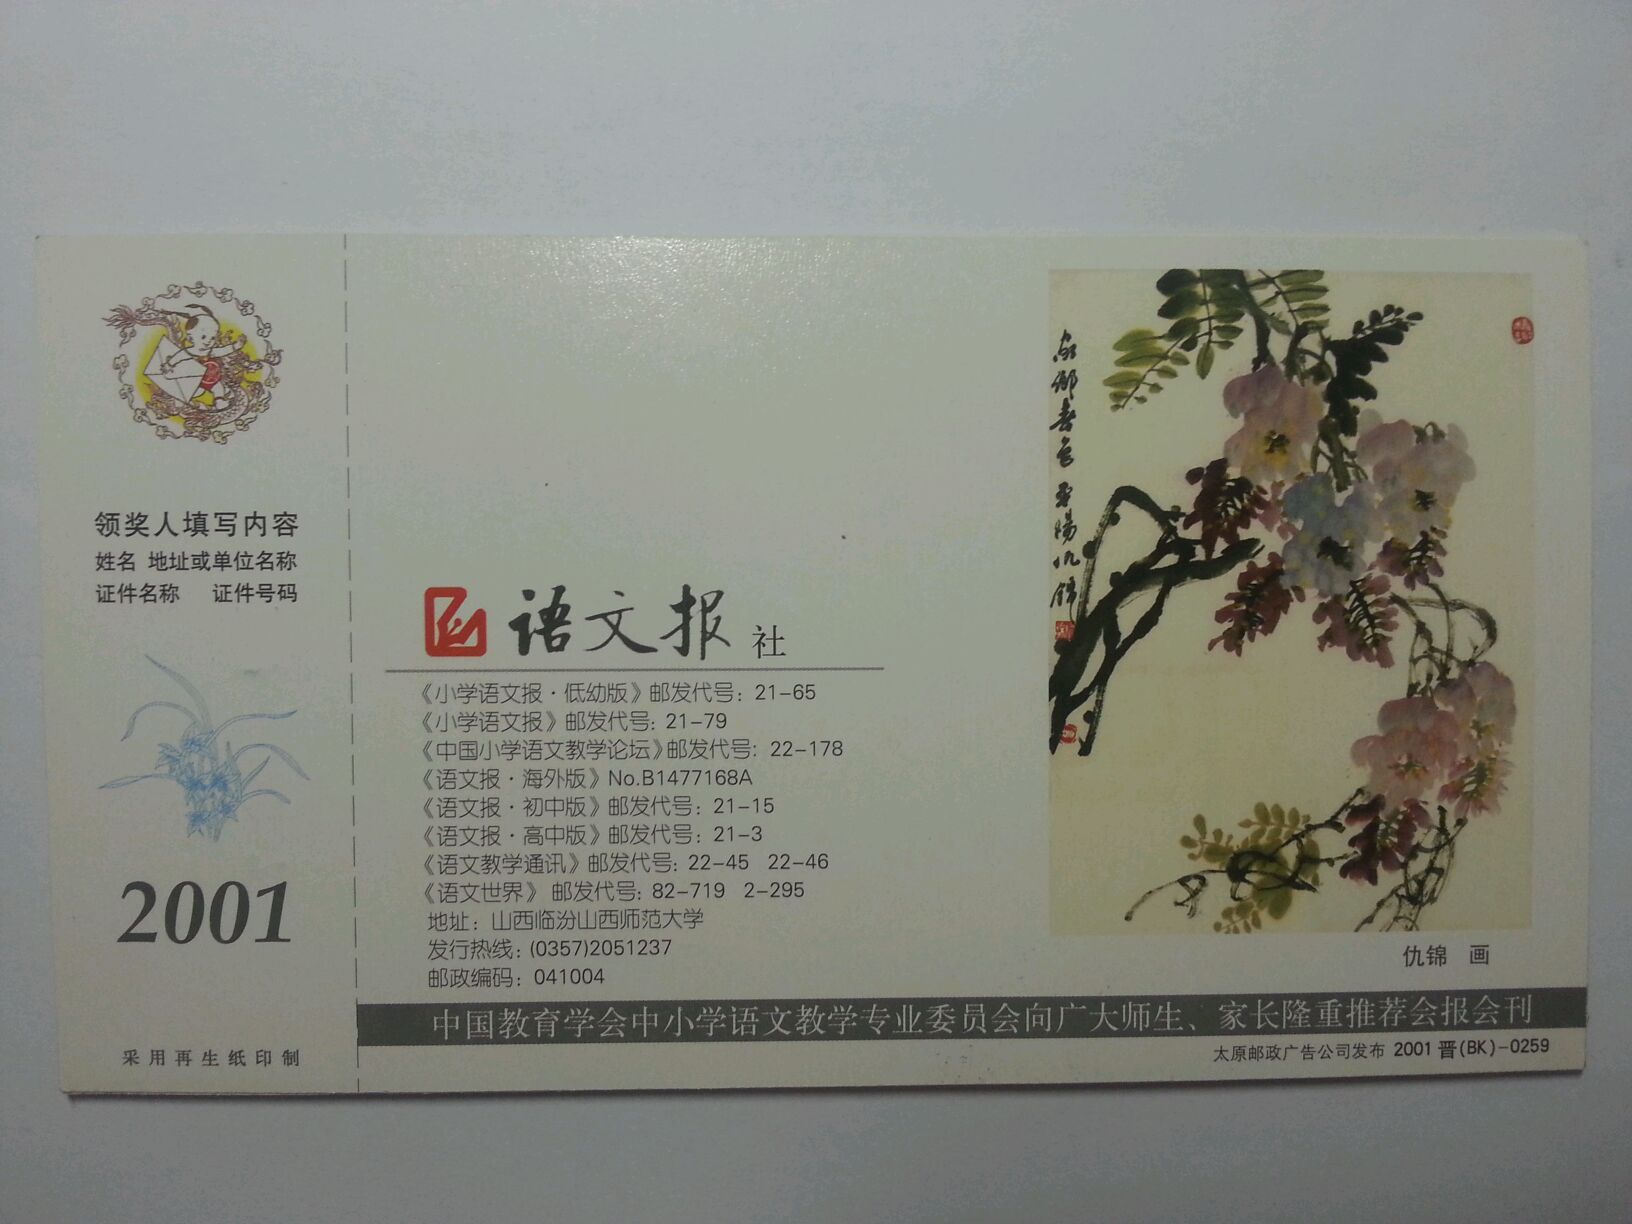 领奖人填写内容
姓名 地址或单位名称
证件名称 证件号码
2001
采用再生纸印制
语文报 社
《小学语文报·低幼版》邮发代号：21-65
《小学语文报》邮发代号：21-79
《中国小学语文教学论坛》邮发代号：22-178
《语文报·海外版》No.B1477168A
《语文报·初中版》邮发代号：21-15
《语文报·高中版》邮发代号：21-3
《语文教学通讯》邮发代号：22-45 22-46
《语文世界》 邮发代号：82-719 2-295
地址：山西临汾山西师范大学
发行热线：(0357)2051237
邮政编码：041004
春色 平阳仇锦
仇锦 画
中国教育学会中小学语文教学专业委员会向广大师生、家长隆重推荐会报会刊
太原邮政广告公司发布 2001 晋(BK)-0259